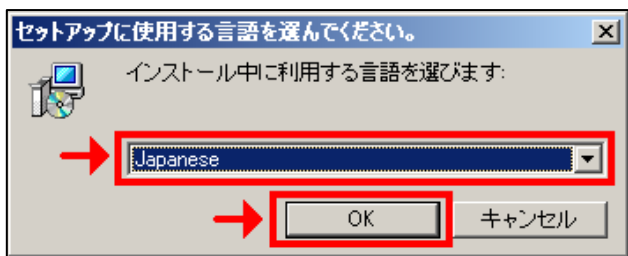 セットアップに使用する言語を選んでください。
インストール中に利用する言語を選びます:
Japanese
OK
キャンセル